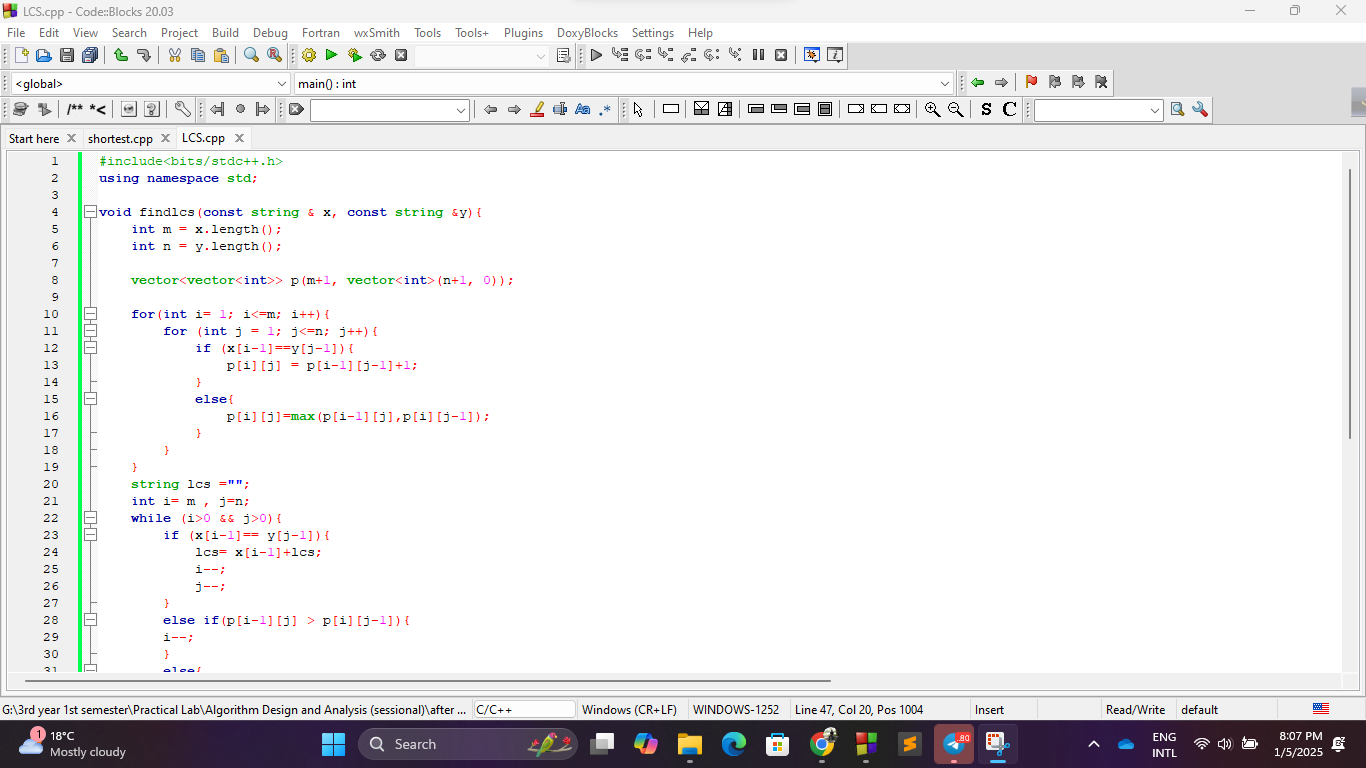 LCS.cpp - Code::Blocks 20.03
File Edit View Search Project Build Debug Fortran wxSmith Tools Tools+ Plugins DoxyBlocks Settings Help
<global> main() : int
/** *< Aa .* S C
Start here shortest.cpp LCS.cpp
1 #include<bits/stdc++.h>
2 using namespace std;
3
4 void findlcs(const string & x, const string &y){
5 int m = x.length();
6 int n = y.length();
7
8 vector<vector<int>> p(m+1, vector<int>(n+1, 0));
9
10 for(int i= 1; i<=m; i++){
11 for (int j = 1; j<=n; j++){
12 if (x[i-1]==y[j-1]){
13 p[i][j] = p[i-1][j-1]+1;
14 }
15 else{
16 p[i][j]=max(p[i-1][j],p[i][j-1]);
17 }
18 }
19 }
20 string lcs ="";
21 int i= m , j=n;
22 while (i>0 && j>0){
23 if (x[i-1]== y[j-1]){
24 lcs= x[i-1]+lcs;
25 i--;
26 j--;
27 }
28 else if(p[i-1][j] > p[i][j-1]){
29 i--;
30 }
31 else{
G:\3rd year 1st semester\Practical Lab\Algorithm Design and Analysis (sessional)\after ... C/C++ Windows (CR+LF) WINDOWS-1252 Line 47, Col 20, Pos 1004 Insert Read/Write default
1 18°C
Mostly cloudy
Search
80
ENG
INTL
8:07 PM
1/5/2025